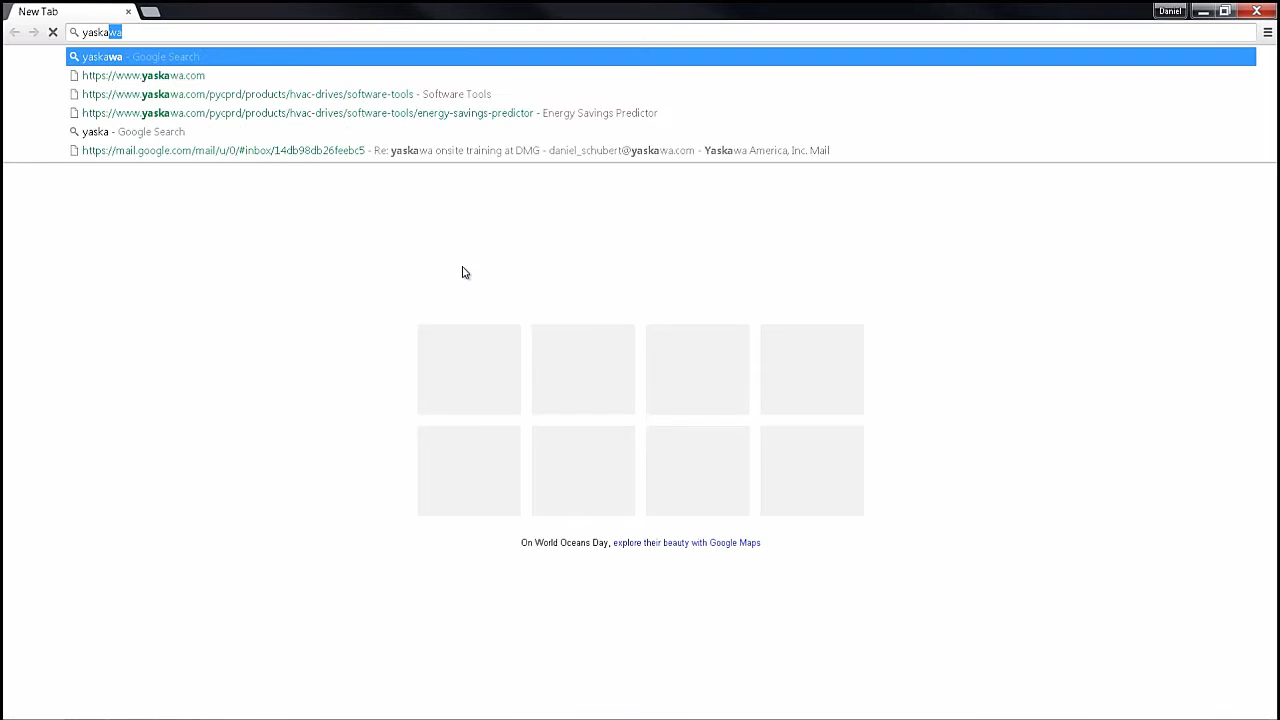 New Tab
Daniel
yaskawa
yaskawa - Google Search
https://www.yaskawa.com
https://www.yaskawa.com/pycprd/products/hvac-drives/software-tools - Software Tools
https://www.yaskawa.com/pycprd/products/hvac-drives/software-tools/energy-savings-predictor - Energy Savings Predictor
yaska - Google Search
https://mail.google.com/mail/u/0/#inbox/14db98db26feebc5 - Re: yaskawa onsite training at DMG - daniel_schubert@yaskawa.com - Yaskawa America, Inc. Mail
On World Oceans Day, explore their beauty with Google Maps